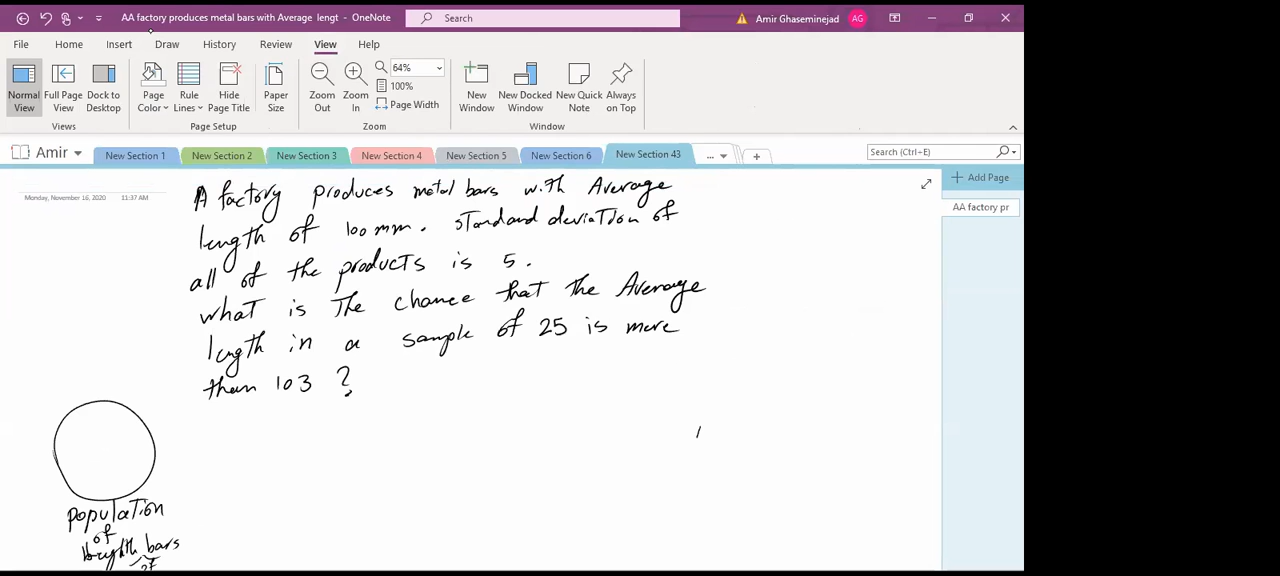 AA factory produces metal bars with Average lengt - OneNote
Search
Amir Ghaseminejad
AG
File Home Insert Draw History Review View Help
Normal View
Full Page View
Dock to Desktop
Page Color
Rule Lines
Hide Page Title
Paper Size
Zoom Out
Zoom In
64%
100%
Page Width
New Window
New Docked Window
New Quick Note
Always on Top
Views
Page Setup
Zoom
Window
Amir
New Section 1
New Section 2
New Section 3
New Section 4
New Section 5
New Section 6
New Section 43
...
Search (Ctrl+E)
Add Page
AA factory pr
Monday, November 16, 2020 11:37 AM
A factory produces metal bars with Average
length of 100 mm. standard deviation of
all of the products is 5.
what is The chance that the Average
length in a sample of 25 is more
than 103 ?
population
of
bars
of